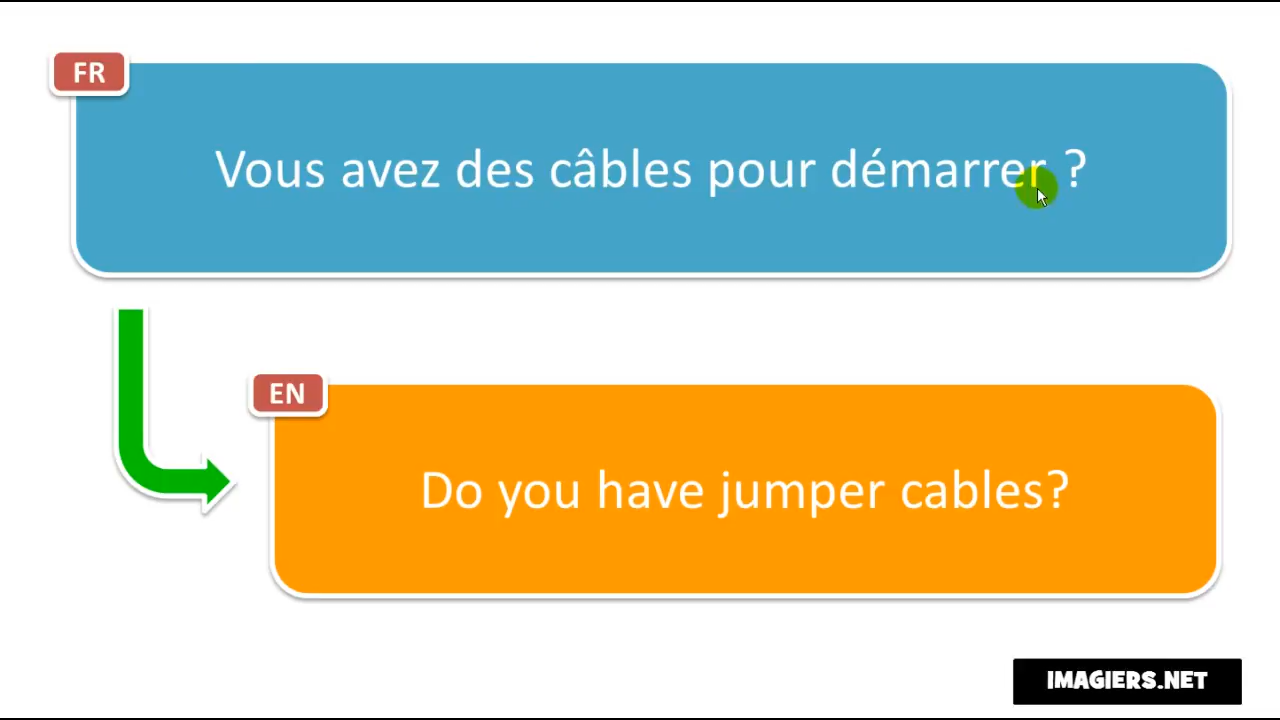 FR
Vous avez des câbles pour démarrer ?
EN
Do you have jumper cables?
IMAGIERS.NET